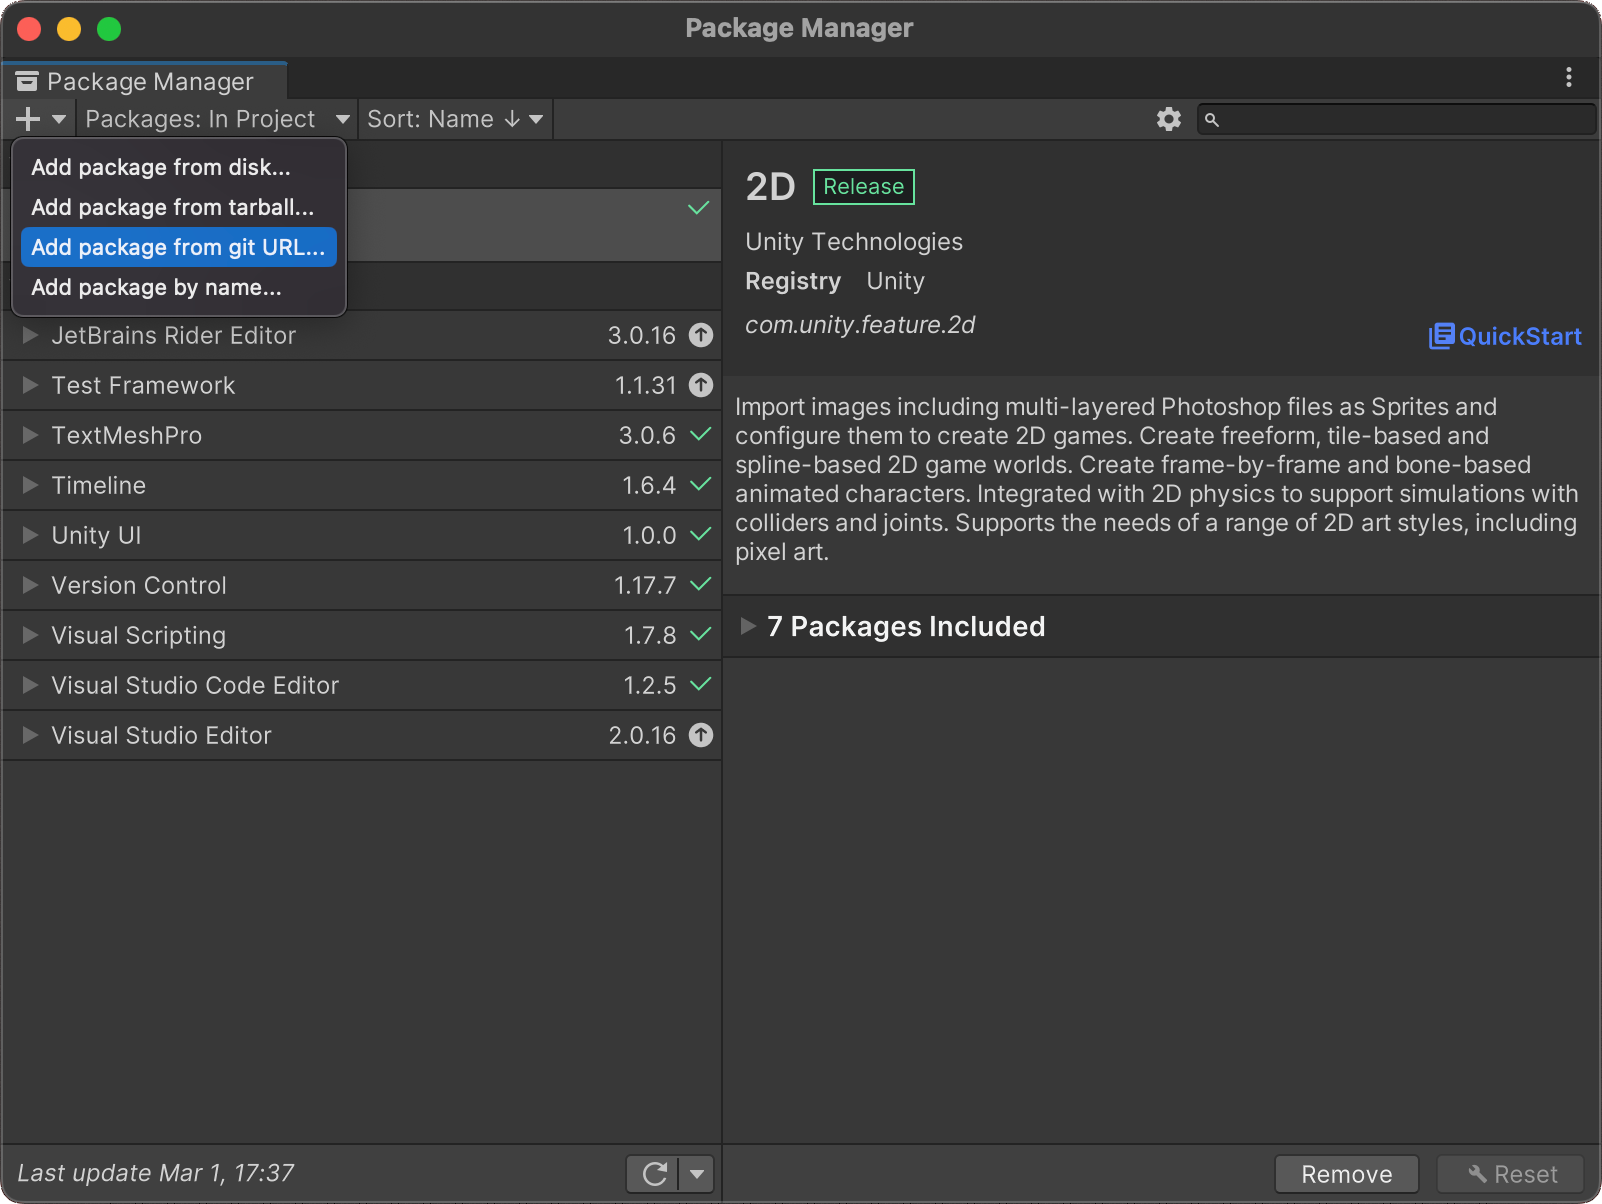 Package Manager
Package Manager
Packages: In Project
Sort: Name ↓
Add package from disk...
Add package from tarball...
Add package from git URL...
Add package by name...
JetBrains Rider Editor 3.0.16
Test Framework 1.1.31
TextMeshPro 3.0.6
Timeline 1.6.4
Unity UI 1.0.0
Version Control 1.17.7
Visual Scripting 1.7.8
Visual Studio Code Editor 1.2.5
Visual Studio Editor 2.0.16
Last update Mar 1, 17:37
2D Release
Unity Technologies
Registry Unity
com.unity.feature.2d
QuickStart
Import images including multi-layered Photoshop files as Sprites and
configure them to create 2D games. Create freeform, tile-based and
spline-based 2D game worlds. Create frame-by-frame and bone-based
animated characters. Integrated with 2D physics to support simulations with
colliders and joints. Supports the needs of a range of 2D art styles, including
pixel art.
7 Packages Included
Remove
Reset